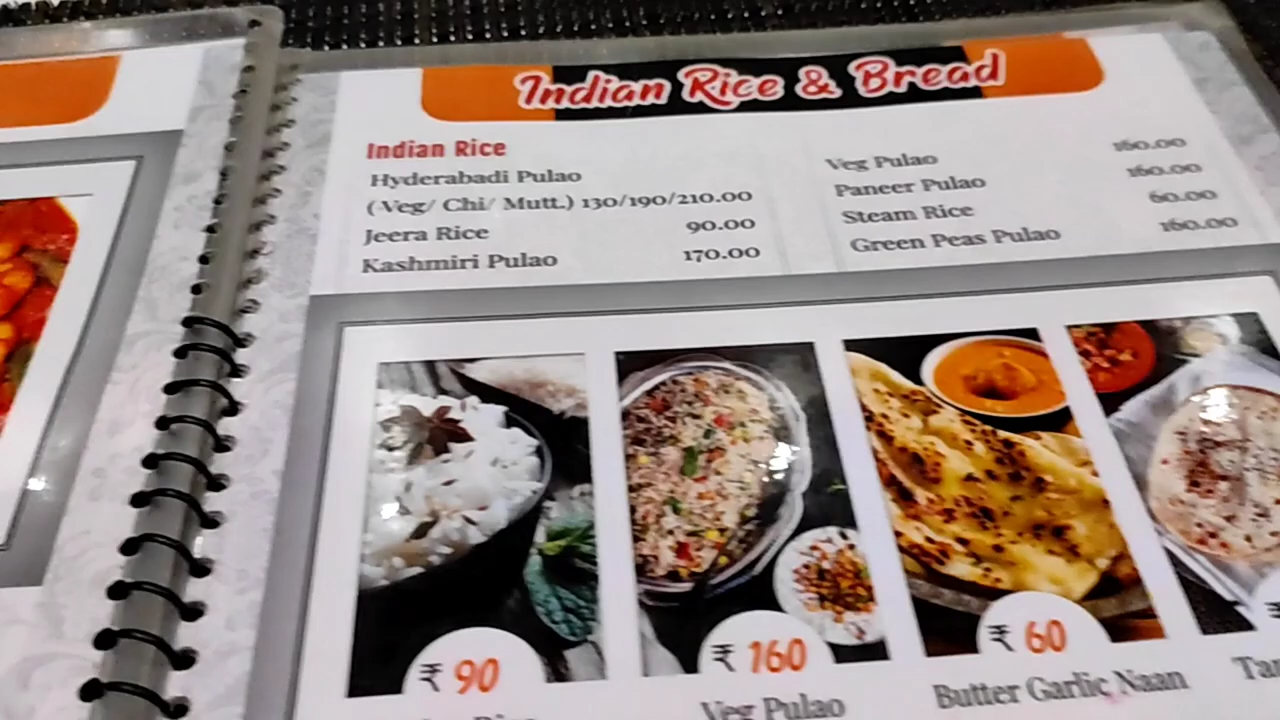 Indian Rice & Bread
Indian Rice
Hyderabadi Pulao
(Veg/ Chi/ Mutt.) 130/190/210.00
Jeera Rice 90.00
Kashmiri Pulao 170.00
Veg Pulao 160.00
Paneer Pulao 160.00
Steam Rice 60.00
Green Peas Pulao 160.00
₹ 90
₹ 160
Veg Pulao
₹ 60
Butter Garlic Naan